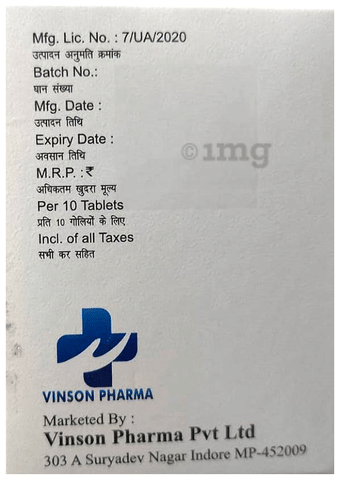 Mfg. Lic. No. : 7/UA/2020
उत्पादन अनुमति क्रमांक
Batch No.:
घान संख्या
Mfg. Date :
उत्पादन तिथि
Expiry Date :
अवसान तिथि
M.R.P. : ₹
अधिकतम खुदरा मूल्य
Per 10 Tablets
प्रति 10 गोलियों के लिए
Incl. of all Taxes
सभी कर सहित
©1mg
VINSON PHARMA
Marketed By :
Vinson Pharma Pvt Ltd
303 A Suryadev Nagar Indore MP-452009